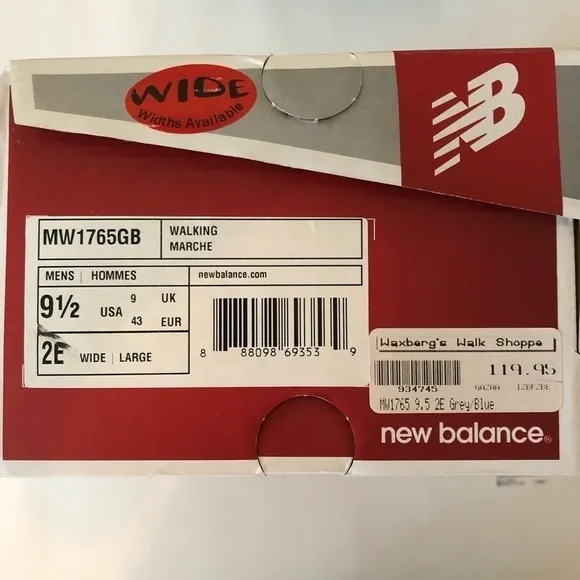 WIDE
Widths Available
NB
MW1765GB
WALKING
MARCHE
MENS | HOMMES
newbalance.com
9½ USA 9 UK
43 EUR
2E WIDE | LARGE
8 88098 69353 9
Waxberg's Walk Shoppe
119.95
934745
MW1765 9.5 2E Grey/Blue
new balance®